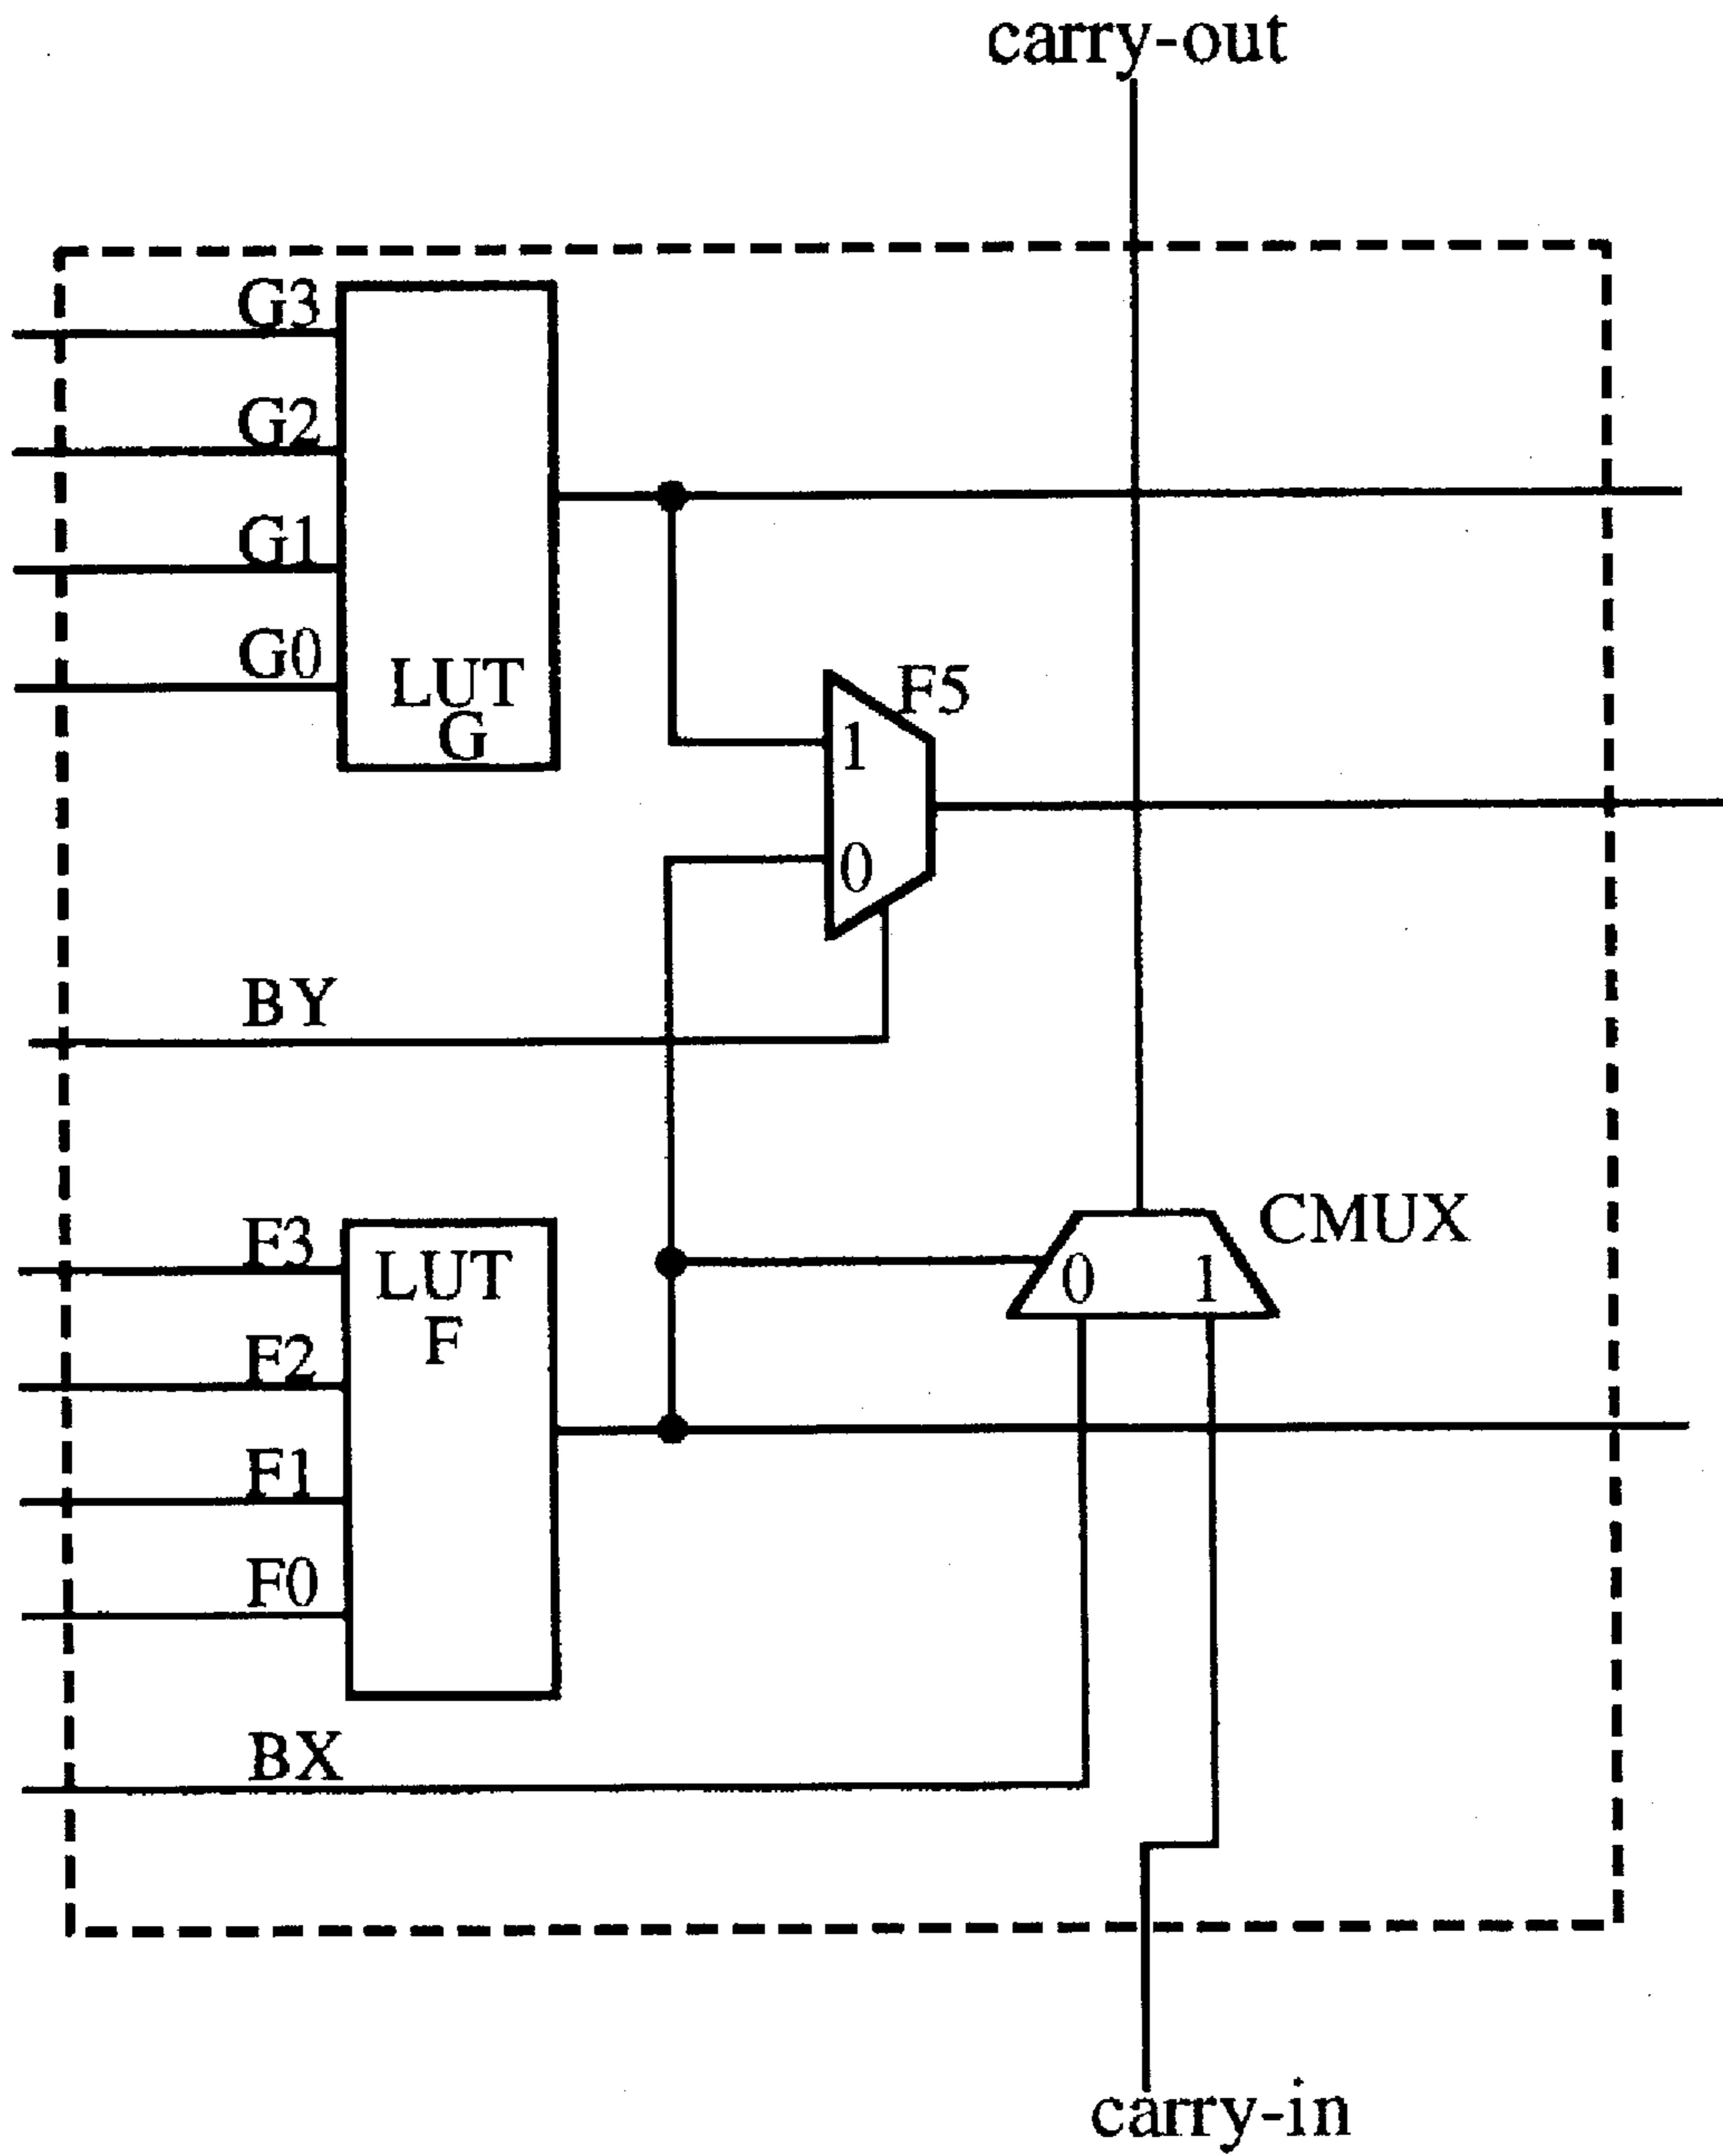 carry-out
G3
G2
G1
G0
LUT
G
F5
1
0
BY
F3
F2
F1
F0
LUT
F
CMUX
0 1
BX
carry-in